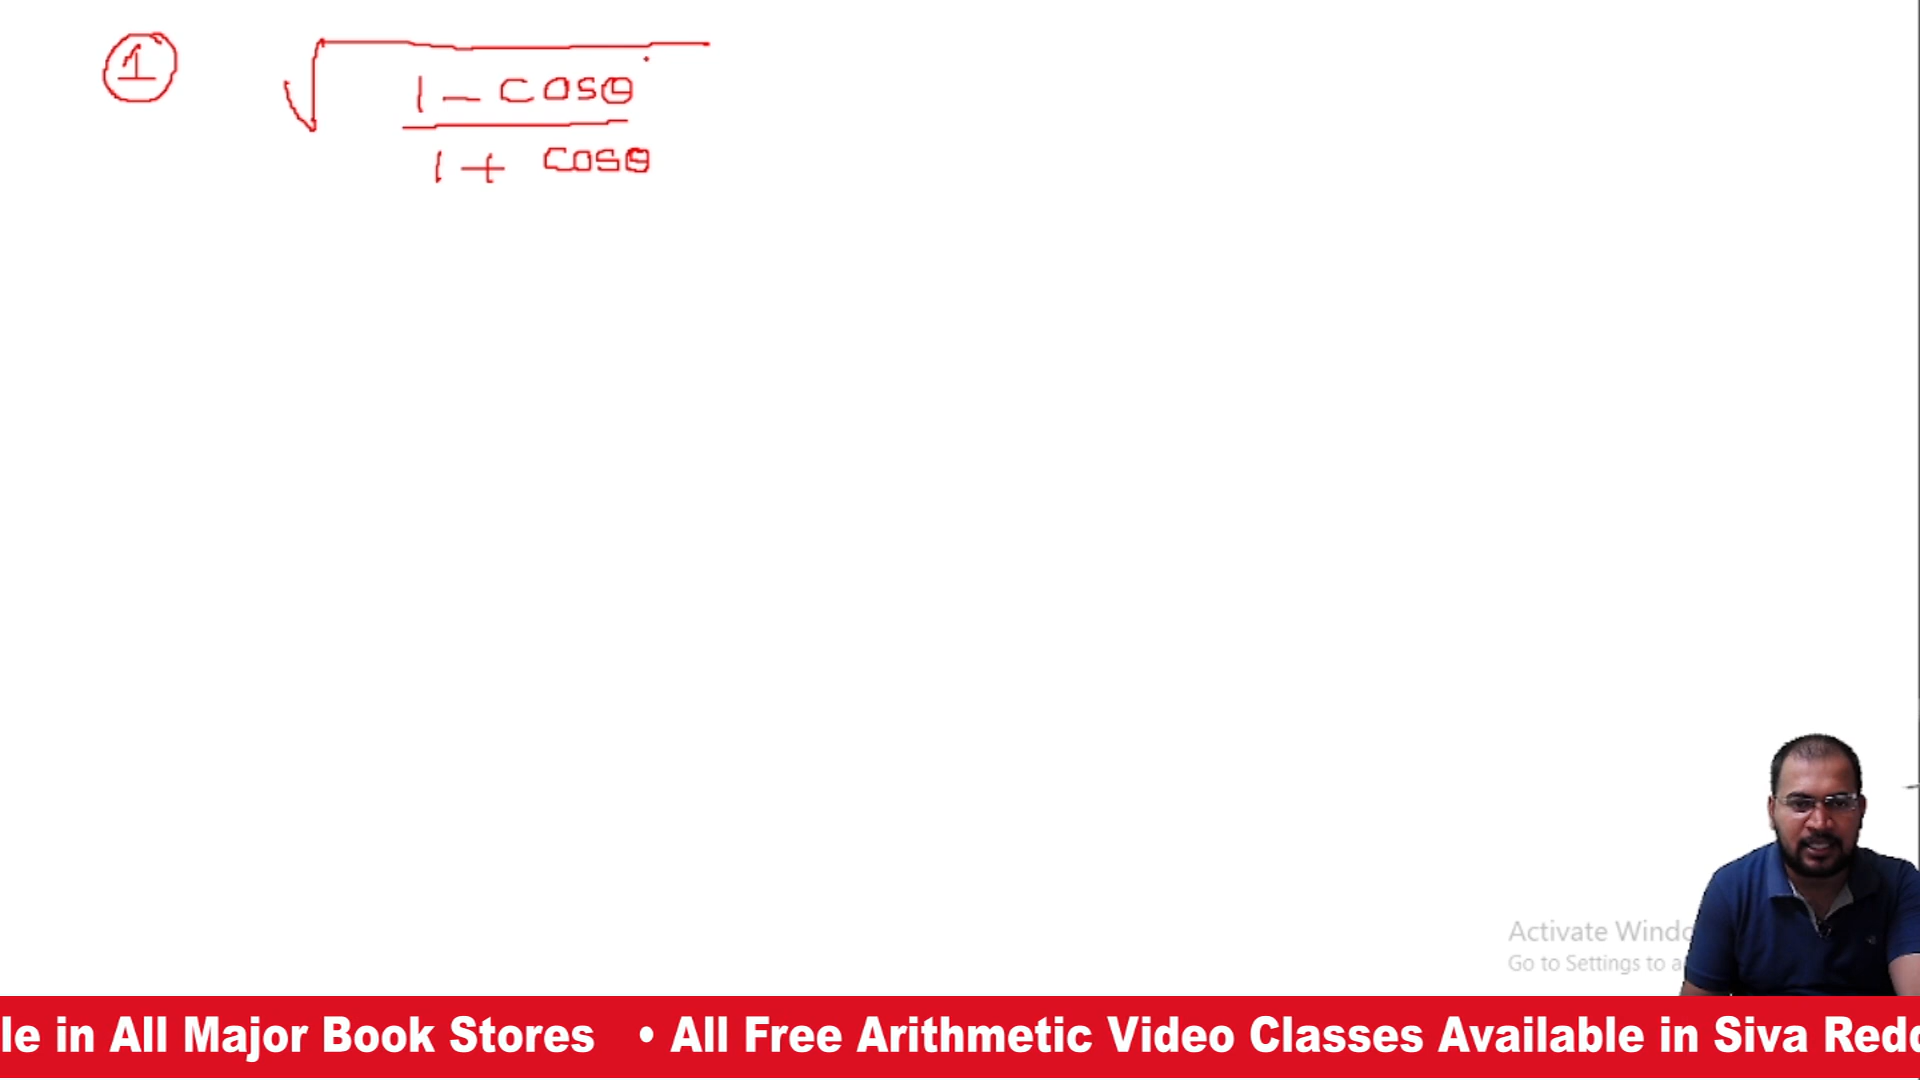 1
√
1 - cosθ
1 + cosθ
Activate Windo
Go to Settings to a
le in All Major Book Stores • All Free Arithmetic Video Classes Available in Siva Redd